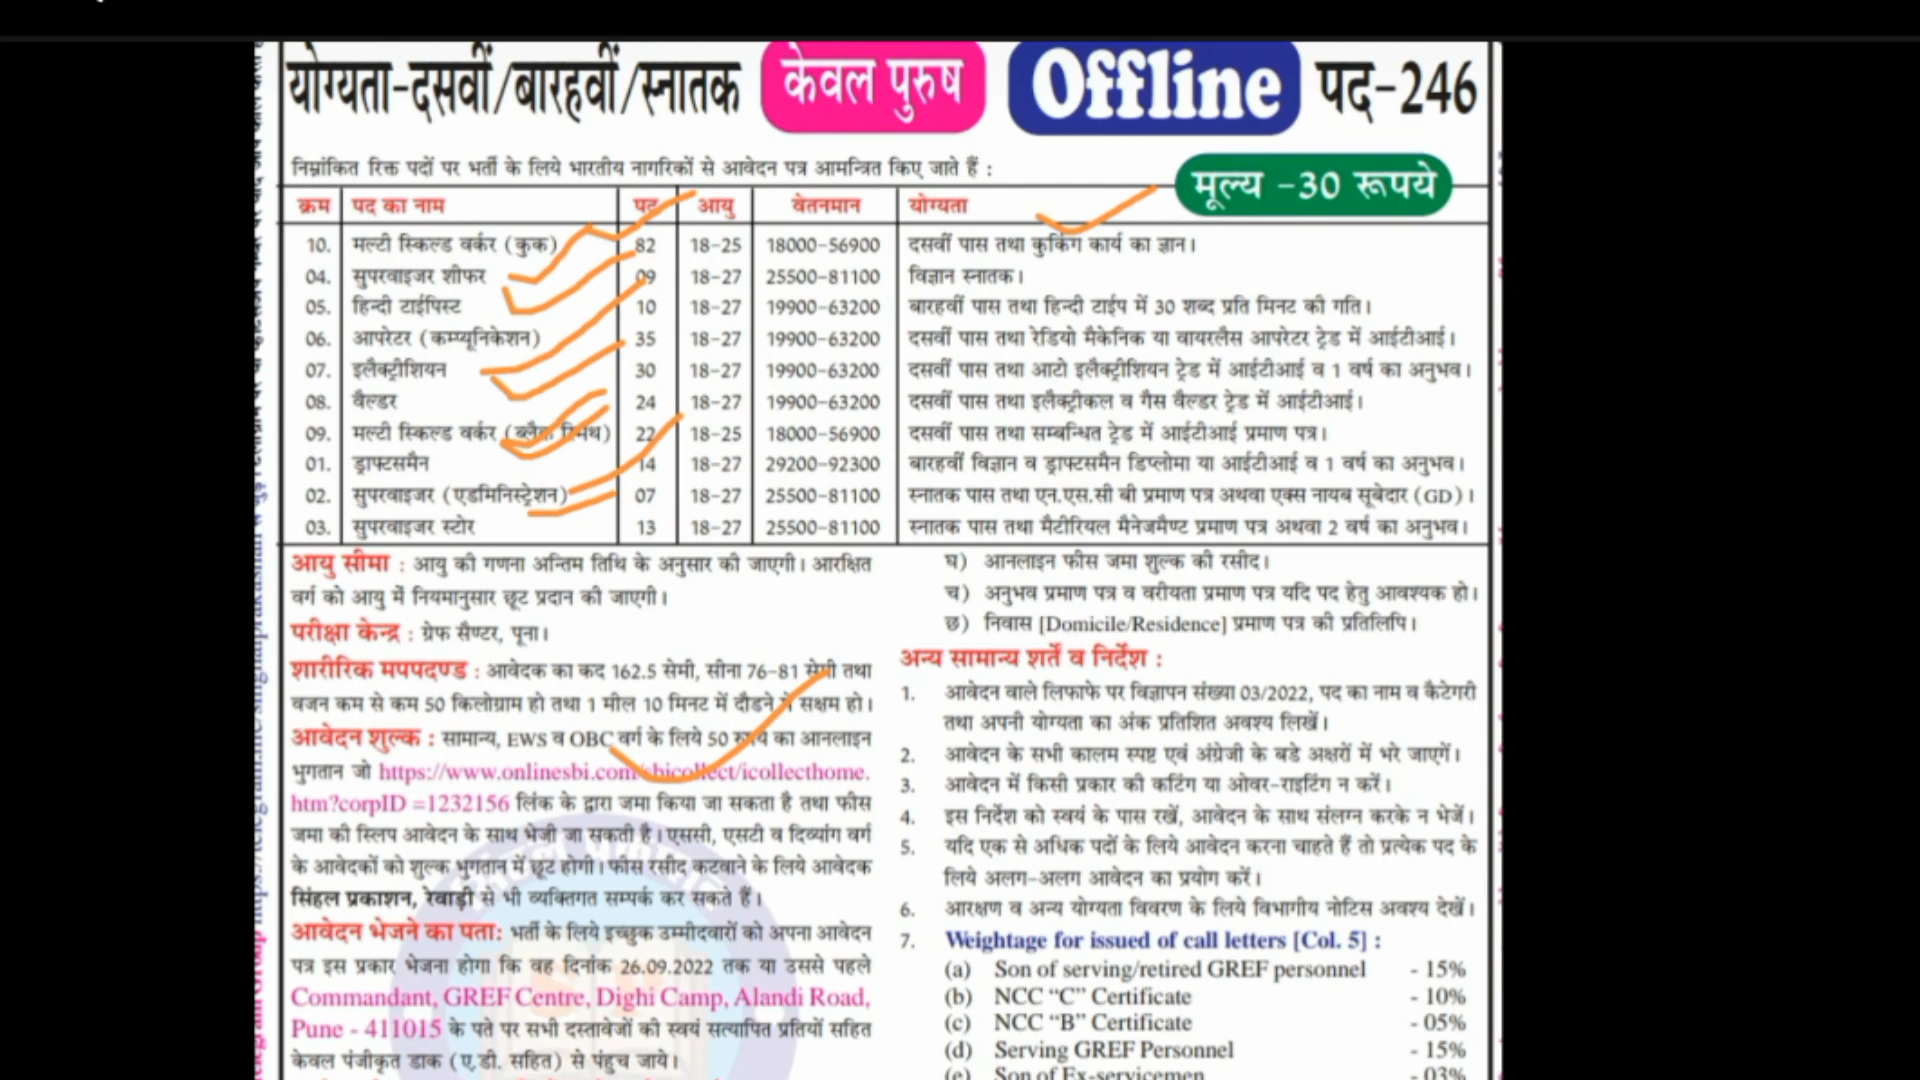 योग्यता-दसवीं/बारहवीं/स्नातक केवल पुरुष Offline पद-246
निम्नांकित रिक्त पदों पर भर्ती के लिये भारतीय नागरिकों से आवेदन पत्र आमन्त्रित किए जाते हैं :
मूल्य -30 रूपये
क्रम पद का नाम पद आयु वेतनमान योग्यता
10. मल्टी स्किल्ड वर्कर (कुक) 82 18-25 18000-56900 दसवीं पास तथा कुकिंग कार्य का ज्ञान।
04. सुपरवाइजर शीफर 09 18-27 25500-81100 विज्ञान स्नातक।
05. हिन्दी टाईपिस्ट 10 18-27 19900-63200 बारहवीं पास तथा हिन्दी टाईप में 30 शब्द प्रति मिनट की गति।
06. आपरेटर (कम्प्यूनिकेशन) 35 18-27 19900-63200 दसवीं पास तथा रेडियो मैकेनिक या वायरलैस आपरेटर ट्रेड में आईटीआई।
07. इलैक्ट्रीशियन 30 18-27 19900-63200 दसवीं पास तथा आटो इलैक्ट्रीशियन ट्रेड में आईटीआई व 1 वर्ष का अनुभव।
08. वैल्डर 24 18-27 19900-63200 दसवीं पास तथा इलैक्ट्रीकल व गैस वैल्डर ट्रेड में आईटीआई।
09. मल्टी स्किल्ड वर्कर (ब्लैक स्मिथ) 22 18-25 18000-56900 दसवीं पास तथा सम्बन्धित ट्रेड में आईटीआई प्रमाण पत्र।
01. ड्राफ्टसमैन 14 18-27 29200-92300 बारहवीं विज्ञान व ड्राफ्टसमैन डिप्लोमा या आईटीआई व 1 वर्ष का अनुभव।
02. सुपरवाइजर (एडमिनिस्ट्रेशन) 07 18-27 25500-81100 स्नातक पास तथा एन.एस.सी बी प्रमाण पत्र अथवा एक्स नायब सूबेदार (GD)।
03. सुपरवाइजर स्टोर 13 18-27 25500-81100 स्नातक पास तथा मैटीरियल मैनेजमैण्ट प्रमाण पत्र अथवा 2 वर्ष का अनुभव।
आयु सीमा : आयु की गणना अन्तिम तिथि के अनुसार की जाएगी। आरक्षित
वर्ग को आयु में नियमानुसार छूट प्रदान की जाएगी।
परीक्षा केन्द्र : ग्रेफ सैण्टर, पूना।
शारीरिक मपपदण्ड : आवेदक का कद 162.5 सेमी, सीना 76-81 सेमी तथा
वजन कम से कम 50 किलोग्राम हो तथा 1 मील 10 मिनट में दौडने में सक्षम हो।
आवेदन शुल्क : सामान्य, EWS व OBC वर्ग के लिये 50 रूपये का आनलाइन
भुगतान जो https://www.onlinesbi.com/sbicollect/icollecthome.
htm?corpID =1232156 लिंक के द्वारा जमा किया जा सकता है तथा फीस
जमा की स्लिप आवेदन के साथ भेजी जा सकती है। एससी, एसटी व दिव्यांग वर्ग
के आवेदकों को शुल्क भुगतान में छूट होगी। फीस रसीद कटवाने के लिये आवेदक
सिंहल प्रकाशन, रेवाड़ी से भी व्यक्तिगत सम्पर्क कर सकते हैं।
आवेदन भेजने का पता: भर्ती के लिये इच्छुक उम्मीदवारों को अपना आवेदन
पत्र इस प्रकार भेजना होगा कि वह दिनांक 26.09.2022 तक या उससे पहले
Commandant, GREF Centre, Dighi Camp, Alandi Road,
Pune - 411015 के पते पर सभी दस्तावेजों की स्वयं सत्यापित प्रतियों सहित
केवल पंजीकृत डाक (ए.डी. सहित) से पंहुच जाये।
घ) आनलाइन फीस जमा शुल्क की रसीद।
च) अनुभव प्रमाण पत्र व वरीयता प्रमाण पत्र यदि पद हेतु आवश्यक हो।
छ) निवास [Domicile/Residence] प्रमाण पत्र की प्रतिलिपि।
अन्य सामान्य शर्तें व निर्देश :
1. आवेदन वाले लिफाफे पर विज्ञापन संख्या 03/2022, पद का नाम व कैटेगरी
तथा अपनी योग्यता का अंक प्रतिशित अवश्य लिखें।
2. आवेदन के सभी कालम स्पष्ट एवं अंग्रेजी के बडे अक्षरों में भरे जाएगें।
3. आवेदन में किसी प्रकार की कटिंग या ओवर-राइटिंग न करें।
4. इस निर्देश को स्वयं के पास रखें, आवेदन के साथ संलग्न करके न भेजें।
5. यदि एक से अधिक पदों के लिये आवेदन करना चाहते हैं तो प्रत्येक पद के
लिये अलग-अलग आवेदन का प्रयोग करें।
6. आरक्षण व अन्य योग्यता विवरण के लिये विभागीय नोटिस अवश्य देखें।
7. Weightage for issued of call letters [Col. 5] :
(a) Son of serving/retired GREF personnel - 15%
(b) NCC “C” Certificate - 10%
(c) NCC “B” Certificate - 05%
(d) Serving GREF Personnel - 15%
(e) Son of Ex-servicemen - 03%